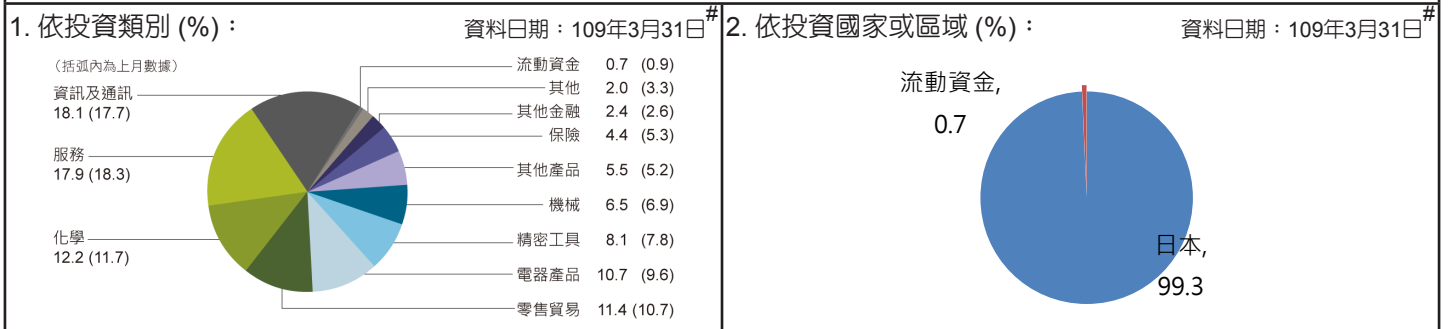 1. 依投資類別 (%)：
資料日期：109年3月31日#
（括弧內為上月數據）
資訊及通訊
18.1 (17.7)
服務
17.9 (18.3)
化學
12.2 (11.7)
流動資金 0.7 (0.9)
其他 2.0 (3.3)
其他金融 2.4 (2.6)
保險 4.4 (5.3)
其他產品 5.5 (5.2)
機械 6.5 (6.9)
精密工具 8.1 (7.8)
電器產品 10.7 (9.6)
零售貿易 11.4 (10.7)
2. 依投資國家或區域 (%)：
資料日期：109年3月31日#
流動資金,
0.7
日本,
99.3